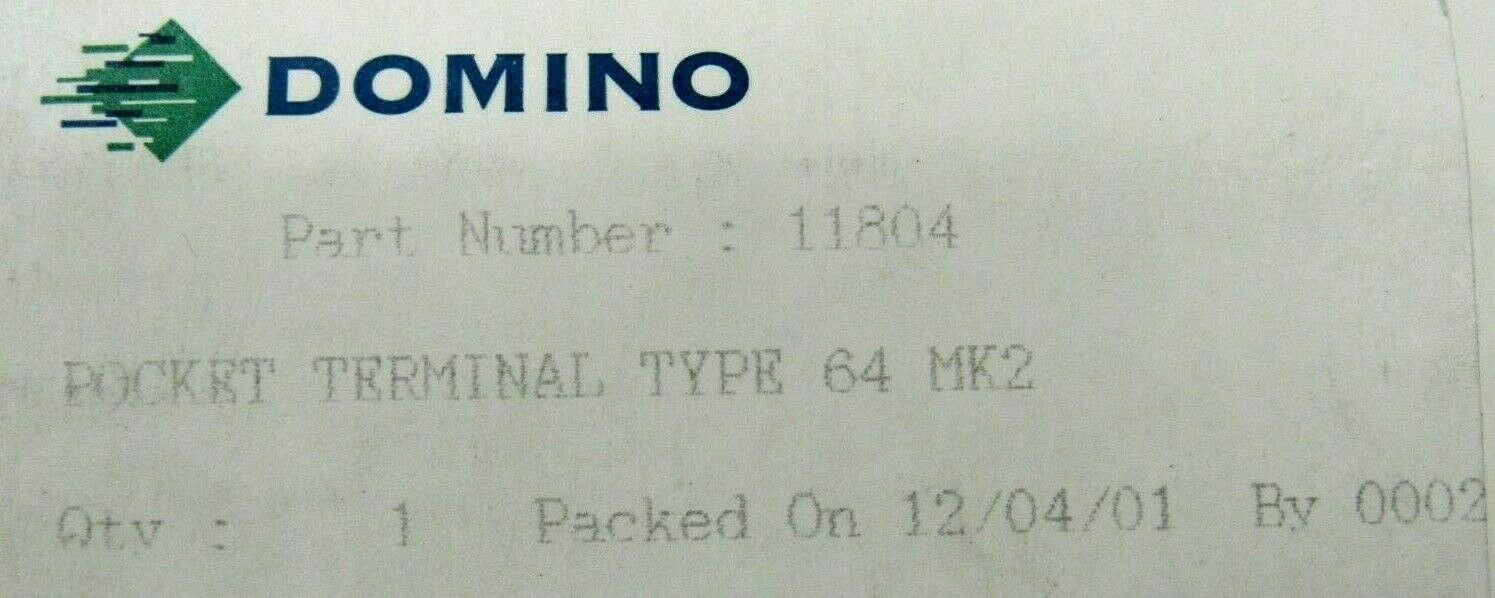 DOMINO
Part Number : 11804
POCKET TERMINAL TYPE 64 MK2
Qty : 1 Packed On 12/04/01 By 0002